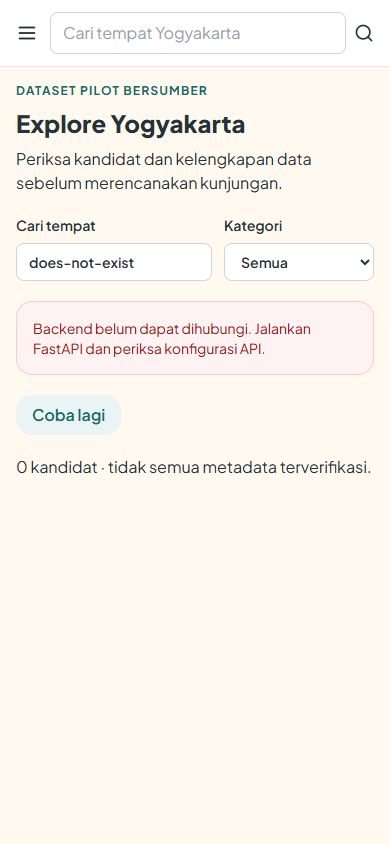 Cari tempat Yogyakarta
DATASET PILOT BERSUMBER
Explore Yogyakarta
Periksa kandidat dan kelengkapan data
sebelum merencanakan kunjungan.
Cari tempat
Kategori
does-not-exist
Semua
Backend belum dapat dihubungi. Jalankan
FastAPI dan periksa konfigurasi API.
Coba lagi
0 kandidat · tidak semua metadata terverifikasi.